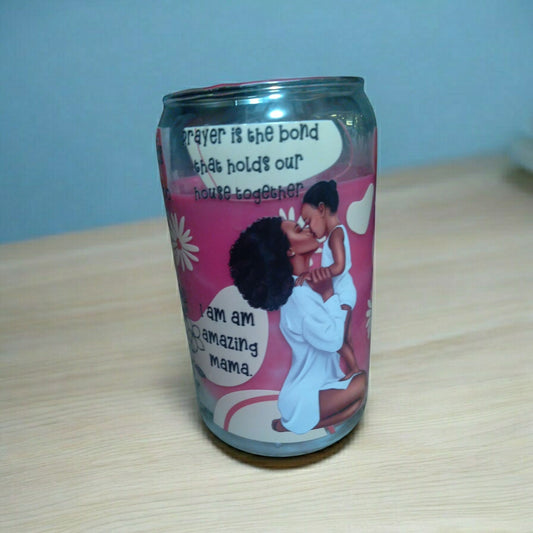 Prayer is the bond
that holds our
house together
I am am
amazing
mama.